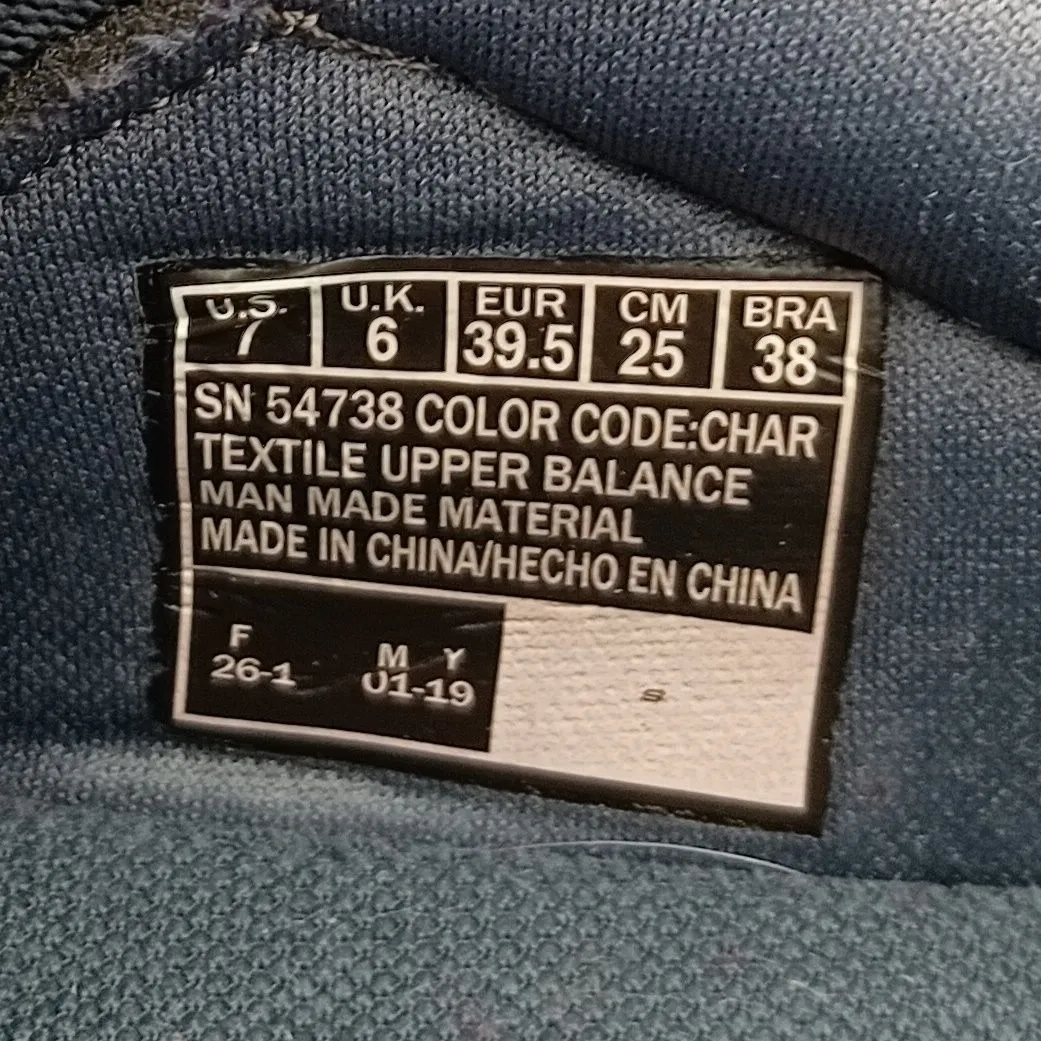 U.S. U.K. EUR CM BRA
7 6 39.5 25 38
SN 54738 COLOR CODE:CHAR
TEXTILE UPPER BALANCE
MAN MADE MATERIAL
MADE IN CHINA/HECHO EN CHINA
F M Y
26-1 01-19
s